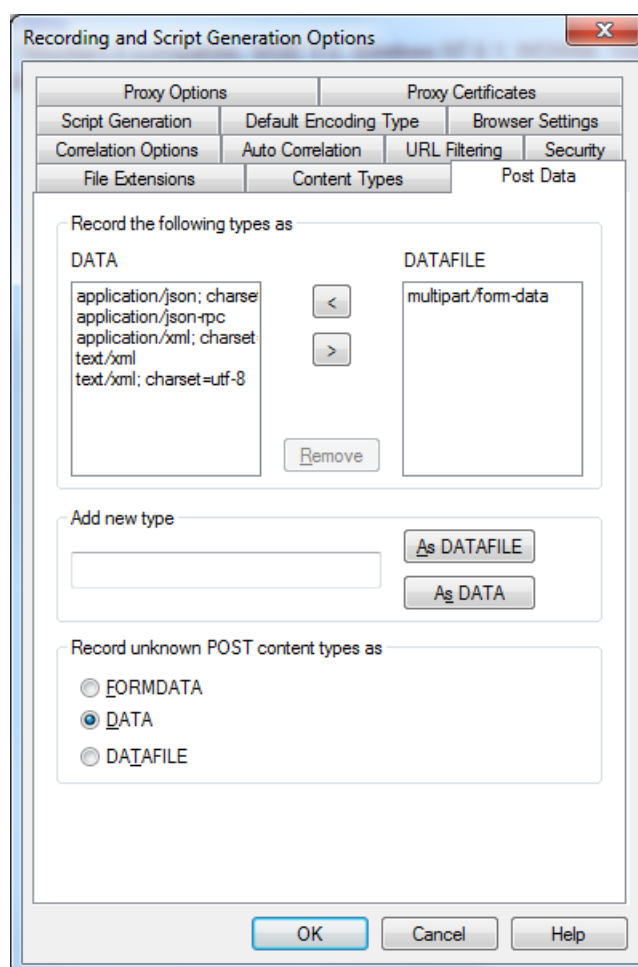 Recording and Script Generation Options
Proxy Options Proxy Certificates
Script Generation Default Encoding Type Browser Settings
Correlation Options Auto Correlation URL Filtering Security
File Extensions Content Types Post Data
Record the following types as
DATA DATAFILE
application/json; charse
application/json-rpc
application/xml; charset
text/xml
text/xml; charset=utf-8
multipart/form-data
<
>
Remove
Add new type
As DATAFILE
As DATA
Record unknown POST content types as
FORMDATA
DATA
DATAFILE
OK Cancel Help